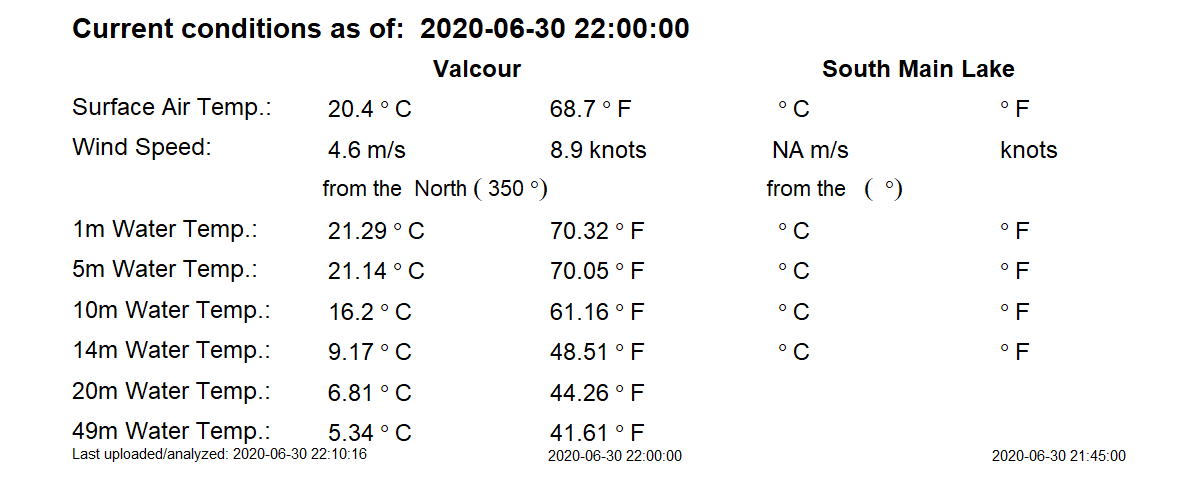 Current conditions as of: 2020-06-30 22:00:00
Valcour South Main Lake
Surface Air Temp.: 20.4 ° C 68.7 ° F ° C ° F
Wind Speed: 4.6 m/s 8.9 knots NA m/s knots
from the North ( 350 °) from the ( °)
1m Water Temp.: 21.29 ° C 70.32 ° F ° C ° F
5m Water Temp.: 21.14 ° C 70.05 ° F ° C ° F
10m Water Temp.: 16.2 ° C 61.16 ° F ° C ° F
14m Water Temp.: 9.17 ° C 48.51 ° F ° C ° F
20m Water Temp.: 6.81 ° C 44.26 ° F
49m Water Temp.: 5.34 ° C 41.61 ° F
Last uploaded/analyzed: 2020-06-30 22:10:16 2020-06-30 22:00:00 2020-06-30 21:45:00